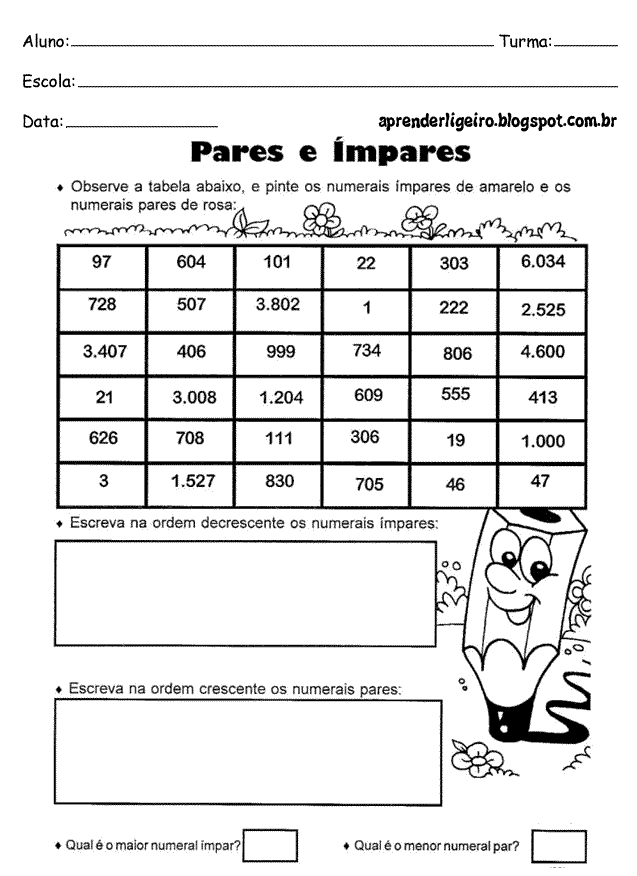 Aluno: Turma:
Escola:
Data: aprenderligeiro.blogspot.com.br
Pares e Ímpares
♦ Observe a tabela abaixo, e pinte os numerais ímpares de amarelo e os
numerais pares de rosa:
97 604 101 22 303 6.034
728 507 3.802 1 222 2.525
3.407 406 999 734 806 4.600
21 3.008 1.204 609 555 413
626 708 111 306 19 1.000
3 1.527 830 705 46 47
♦ Escreva na ordem decrescente os numerais ímpares:
♦ Escreva na ordem crescente os numerais pares:
♦ Qual é o maior numeral ímpar? ♦ Qual é o menor numeral par?